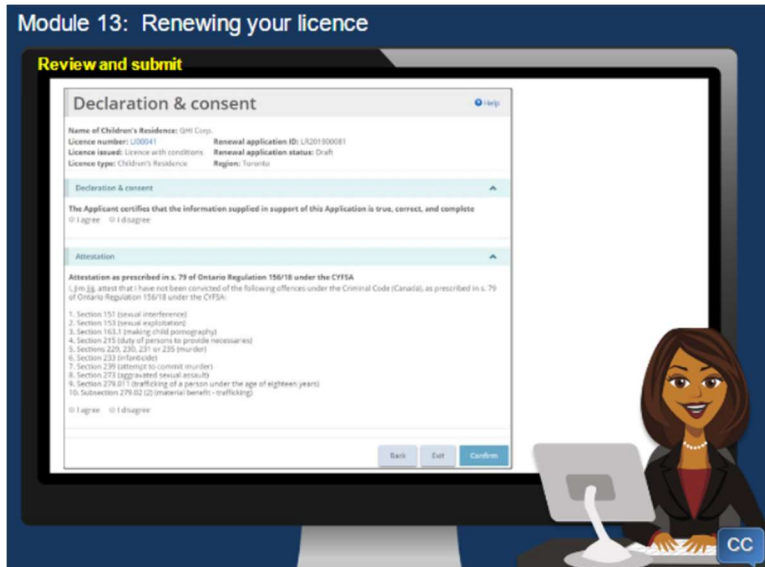 Module 13: Renewing your licence
Review and submit
Declaration & consent
Help
Name of Children's Residence: GHI Corp.
Licence number: LI00041 Renewal application ID: LR201900081
Licence issued: Licence with conditions Renewal application status: Draft
Licence type: Children's Residence Region: Toronto
Declaration & consent
The Applicant certifies that the information supplied in support of this Application is true, correct, and complete
I agree I disagree
Attestation
Attestation as prescribed in s. 79 of Ontario Regulation 156/18 under the CYFSA
I, Jim attest that I have not been convicted of the following offences under the Criminal Code (Canada), as prescribed in s. 79
of Ontario Regulation 156/18 under the CYFSA:
1. Section 151 (sexual interference)
2. Section 153 (sexual exploitation)
3. Section 163.1 (making child pornography)
4. Section 215 (duty of persons to provide necessaries)
5. Sections 229, 230, 231 or 235 (murder)
6. Section 233 (infanticide)
7. Section 239 (attempt to commit murder)
8. Section 273 (aggravated sexual assault)
9. Section 279.011 (trafficking of a person under the age of eighteen years)
10. Subsection 279.02 (2) (material benefit - trafficking)
I agree I disagree
Back Exit Confirm
CC